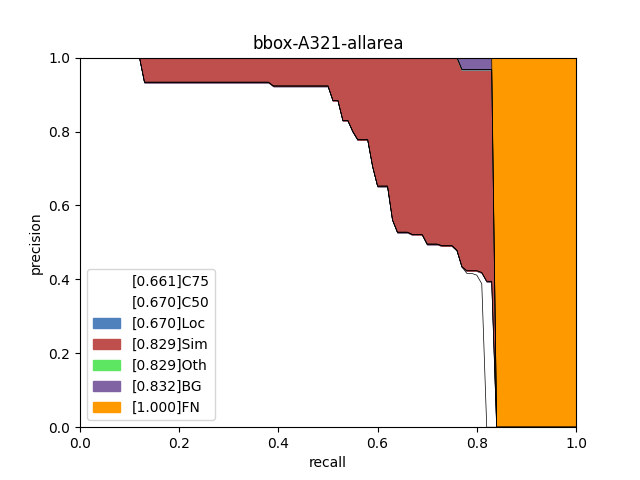 bbox-A321-allarea
1.0
0.8
0.6
0.4
0.2
0.0
precision
[0.661]C75
[0.670]C50
[0.670]Loc
[0.829]Sim
[0.829]Oth
[0.832]BG
[1.000]FN
0.0 0.2 0.4 0.6 0.8 1.0
recall